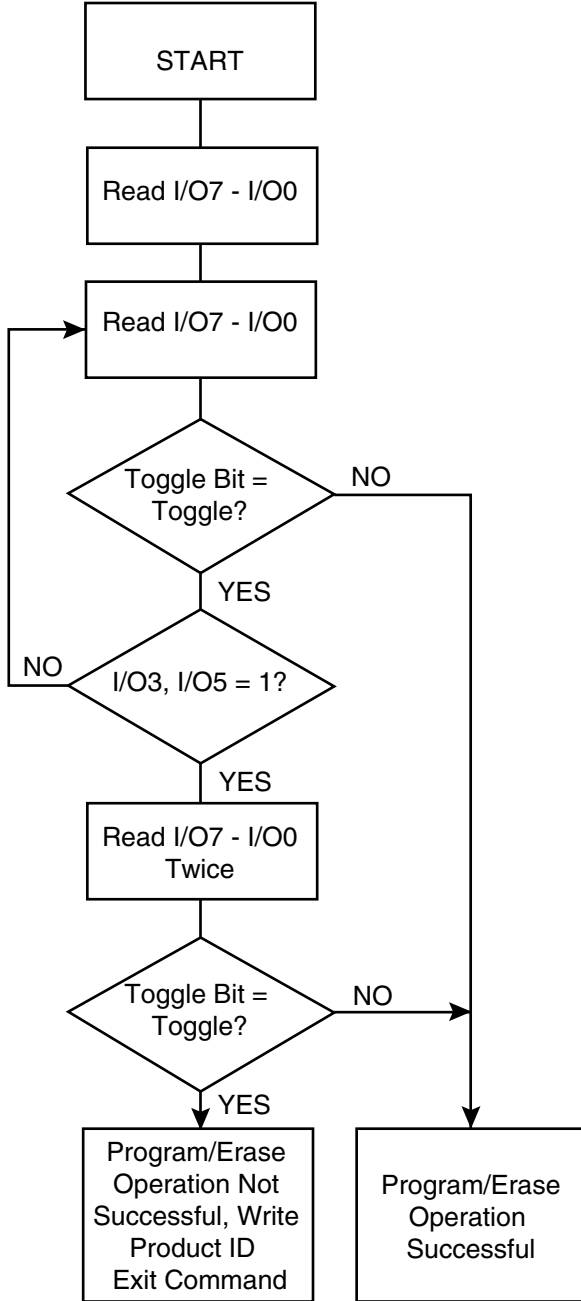 START
Read I/O7 - I/O0
Read I/O7 - I/O0
Toggle Bit =
Toggle?
NO
YES
NO
I/O3, I/O5 = 1?
YES
Read I/O7 - I/O0
Twice
Toggle Bit =
Toggle?
NO
YES
Program/Erase
Operation Not
Successful, Write
Product ID
Exit Command
Program/Erase
Operation
Successful